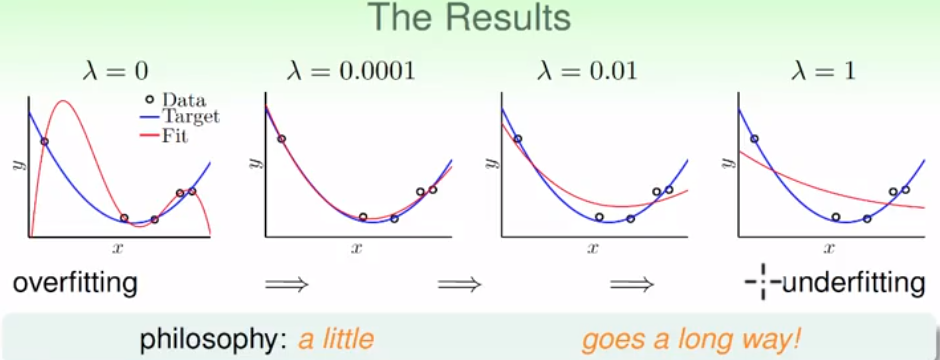 The Results
λ = 0
λ = 0.0001
λ = 0.01
λ = 1
Data
Target
Fit
y
x
y
x
y
x
y
x
overfitting ⟹ ⟹ ⟹ underfitting
philosophy: a little goes a long way!